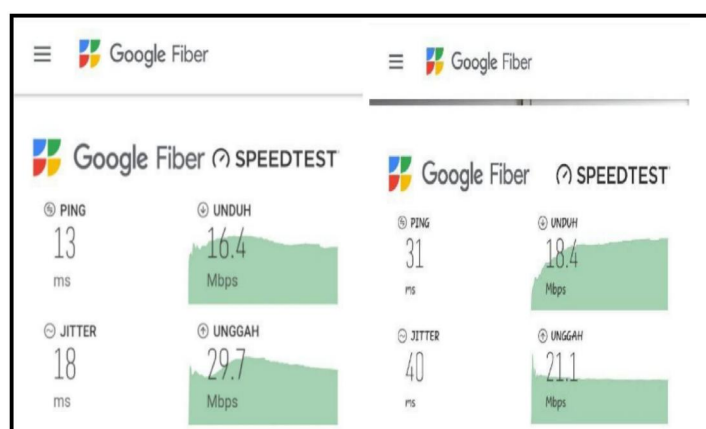 Google Fiber
Google Fiber SPEEDTEST
PING UNDUH
13 16.4
ms Mbps
JITTER UNGGAH
18 29.7
ms Mbps
Google Fiber
Google Fiber SPEEDTEST
PING UNDUH
31 18.4
ms Mbps
JITTER UNGGAH
40 21.1
ms Mbps